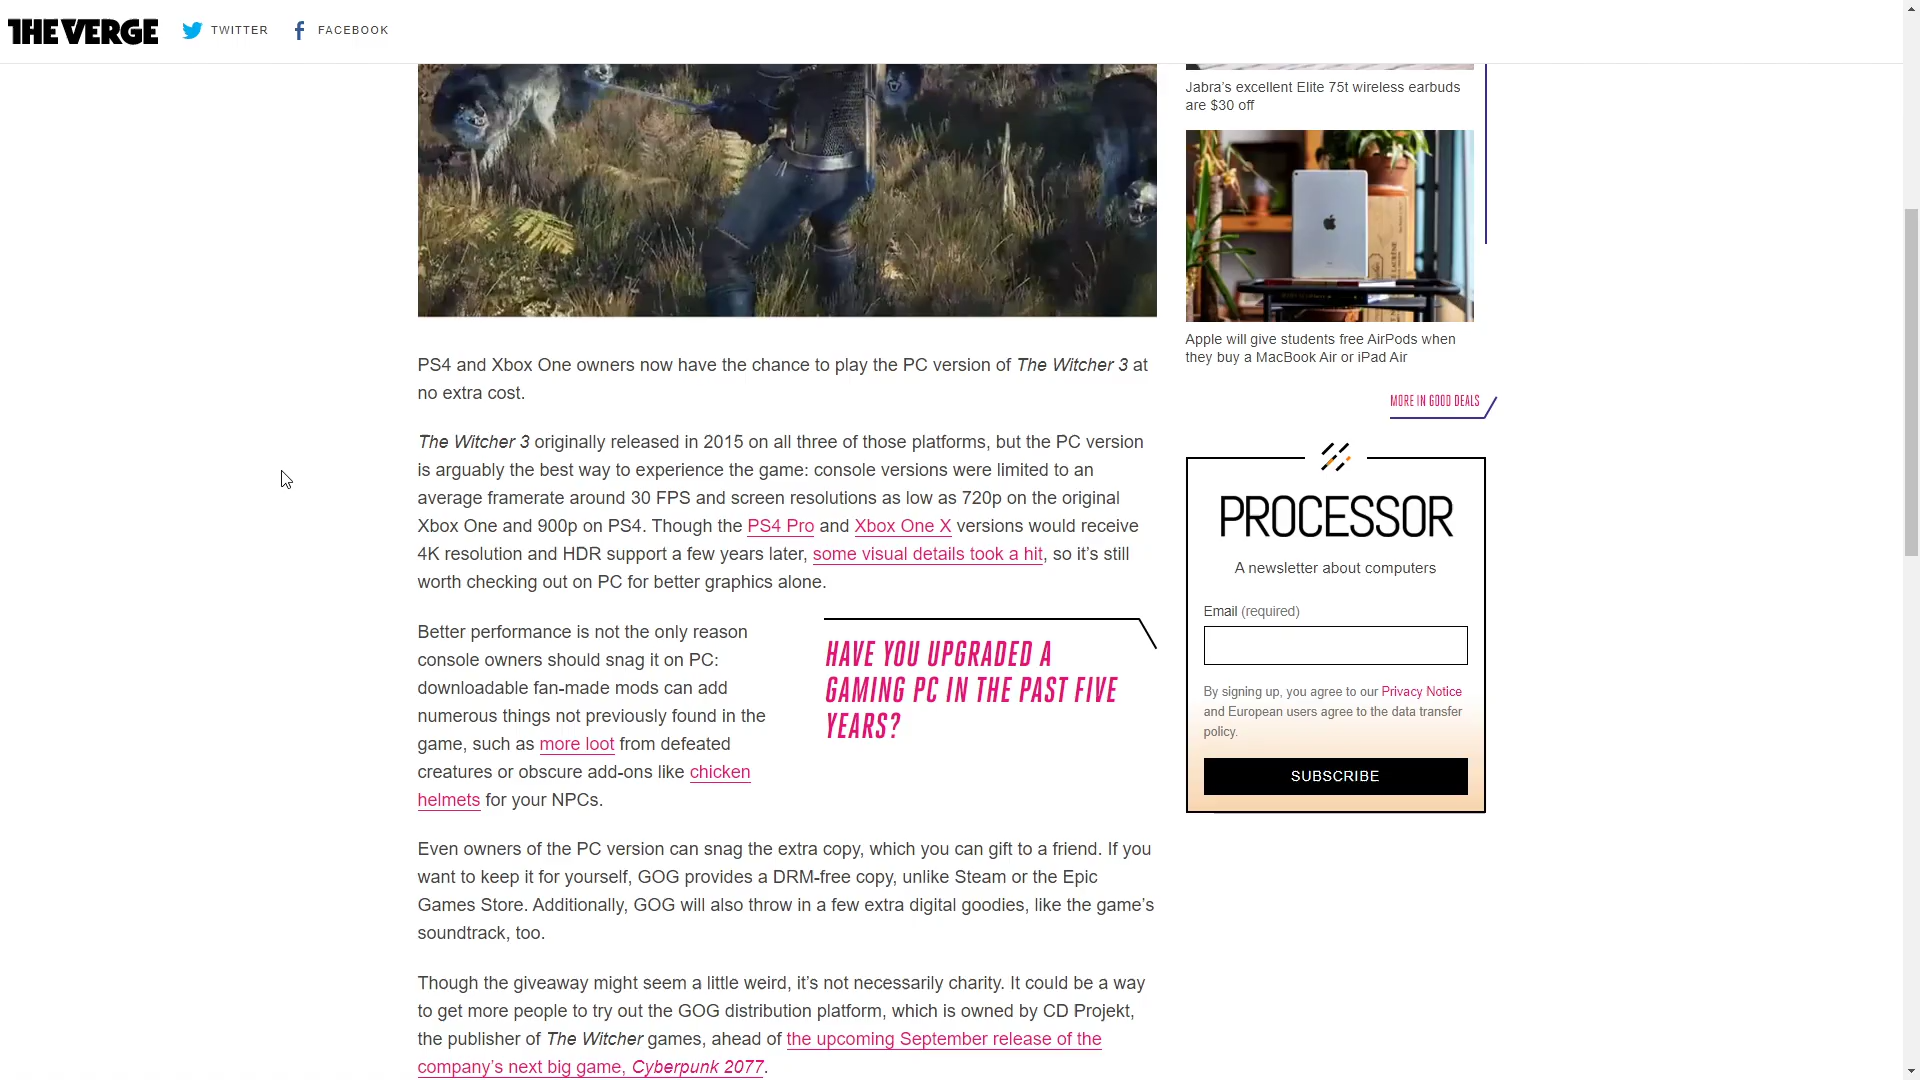 THE VERGE
TWITTER
FACEBOOK
PS4 and Xbox One owners now have the chance to play the PC version of The Witcher 3 at
no extra cost.
The Witcher 3 originally released in 2015 on all three of those platforms, but the PC version
is arguably the best way to experience the game: console versions were limited to an
average framerate around 30 FPS and screen resolutions as low as 720p on the original
Xbox One and 900p on PS4. Though the PS4 Pro and Xbox One X versions would receive
4K resolution and HDR support a few years later, some visual details took a hit, so it’s still
worth checking out on PC for better graphics alone.
Better performance is not the only reason
console owners should snag it on PC:
downloadable fan-made mods can add
numerous things not previously found in the
game, such as more loot from defeated
creatures or obscure add-ons like chicken
helmets for your NPCs.
HAVE YOU UPGRADED A
GAMING PC IN THE PAST FIVE
YEARS?
Even owners of the PC version can snag the extra copy, which you can gift to a friend. If you
want to keep it for yourself, GOG provides a DRM-free copy, unlike Steam or the Epic
Games Store. Additionally, GOG will also throw in a few extra digital goodies, like the game’s
soundtrack, too.
Though the giveaway might seem a little weird, it’s not necessarily charity. It could be a way
to get more people to try out the GOG distribution platform, which is owned by CD Projekt,
the publisher of The Witcher games, ahead of the upcoming September release of the
company’s next big game, Cyberpunk 2077.
Jabra’s excellent Elite 75t wireless earbuds
are $30 off
Apple will give students free AirPods when
they buy a MacBook Air or iPad Air
MORE IN GOOD DEALS
PROCESSOR
A newsletter about computers
Email (required)
By signing up, you agree to our Privacy Notice
and European users agree to the data transfer
policy.
SUBSCRIBE